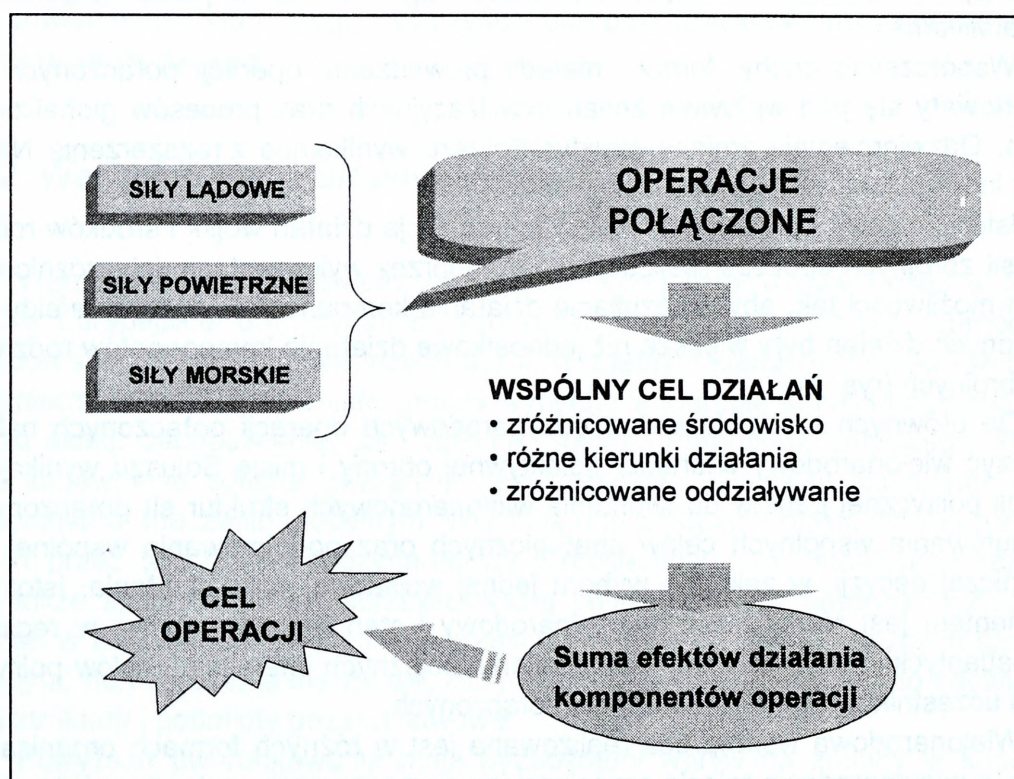 SIŁY LĄDOWE
SIŁY POWIETRZNE
SIŁY MORSKIE
OPERACJE
POŁĄCZONE
WSPÓLNY CEL DZIAŁAŃ
• zróżnicowane środowisko
• różne kierunki działania
• zróżnicowane oddziaływanie
Suma efektów działania
komponentów operacji
CEL
OPERACJI